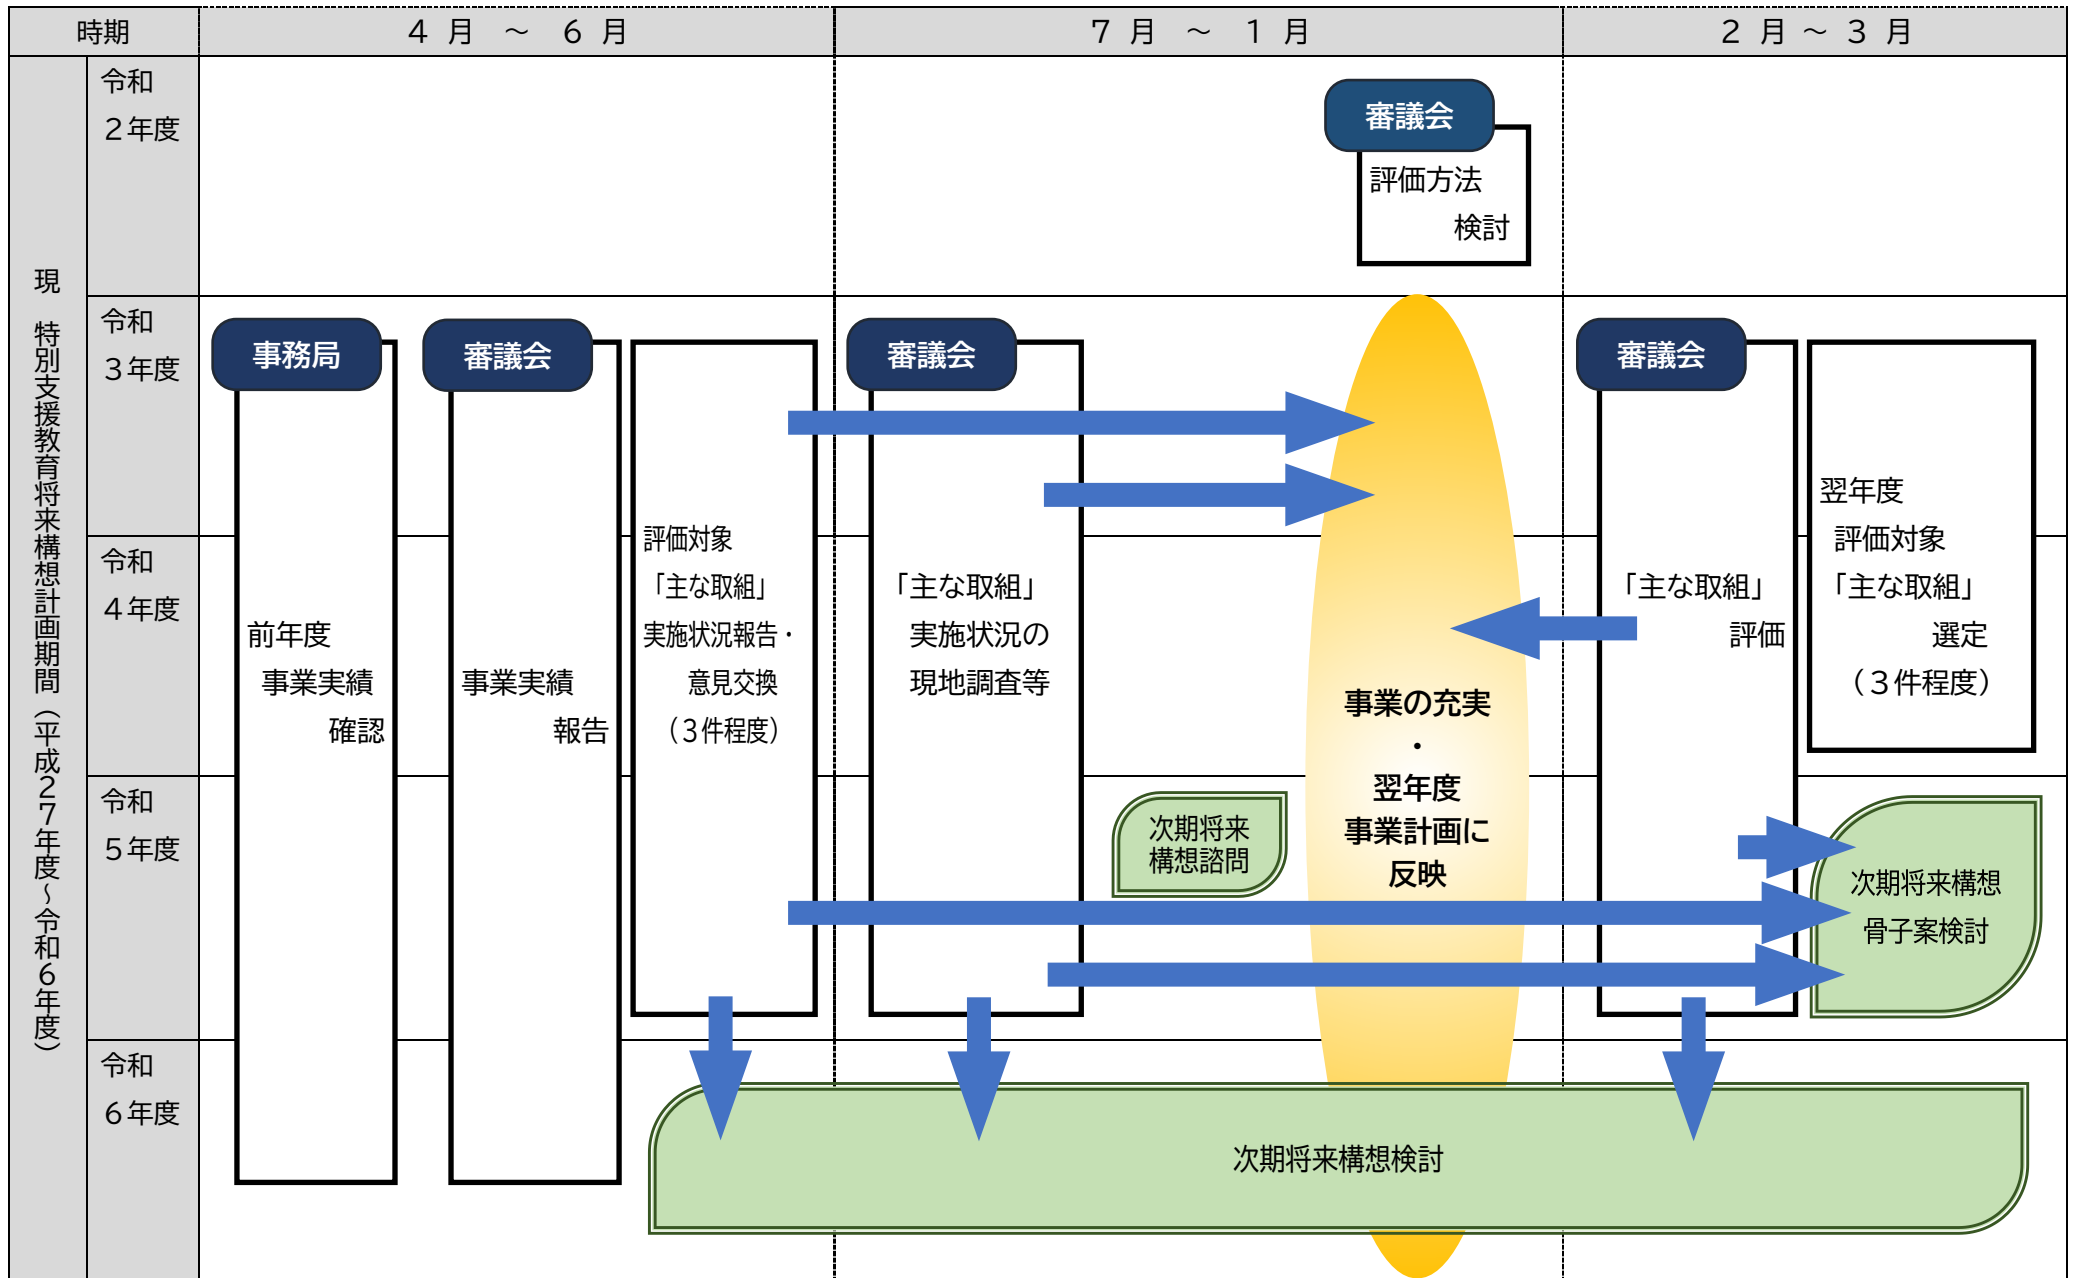 時期
４ 月 ～ ６ 月
７ 月 ～ １ 月
２ 月 ～ ３ 月
現 特別支援教育将来構想計画期間（平成２７年度～令和６年度）
令和
２年度
審議会
評価方法
検討
令和
３年度
事務局
審議会
審議会
審議会
前年度
事業実績
確認
事業実績
報告
評価対象
「主な取組」
実施状況報告・
意見交換
（３件程度）
「主な取組」
実施状況の
現地調査等
事業の充実
・
翌年度
事業計画に
反映
「主な取組」
評価
翌年度
評価対象
「主な取組」
選定
（３件程度）
令和
４年度
令和
５年度
次期将来
構想諮問
次期将来構想
骨子案検討
令和
６年度
次期将来構想検討